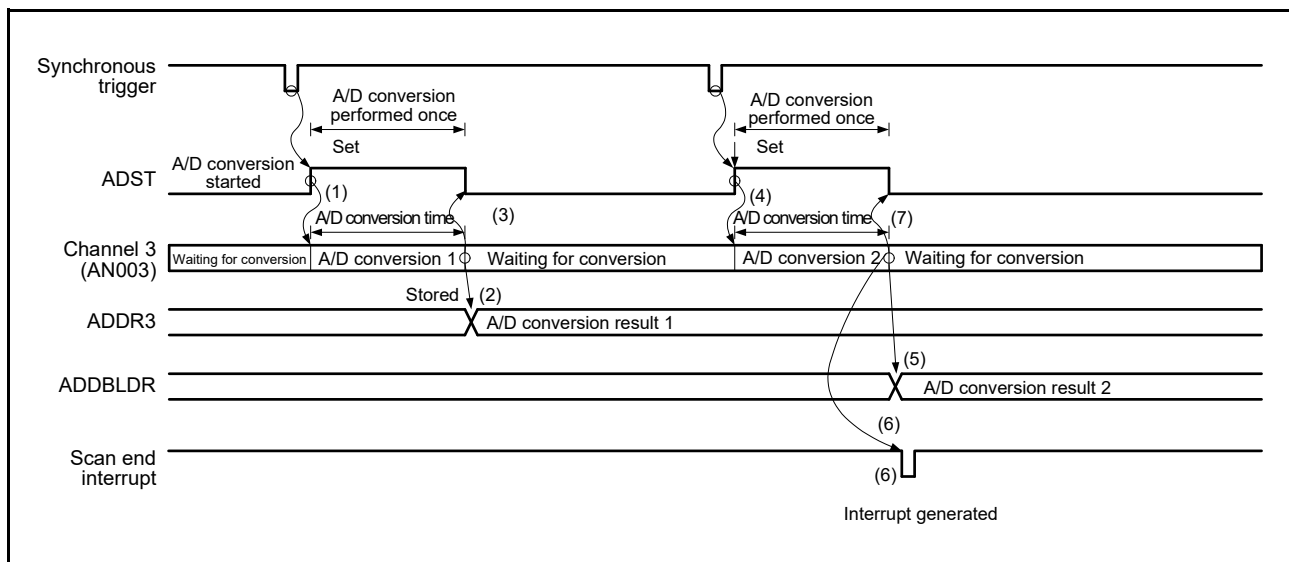 Synchronous
trigger
A/D conversion
performed once
A/D conversion
performed once
Set
Set
A/D conversion
started
ADST
(1)
(3)
(4)
(7)
A/D conversion time
A/D conversion time
Channel 3
(AN003)
Waiting for conversion
A/D conversion 1
Waiting for conversion
A/D conversion 2
Waiting for conversion
Stored
(2)
ADDR3
A/D conversion result 1
(5)
ADDBLDR
A/D conversion result 2
(6)
Scan end
interrupt
(6)
Interrupt generated